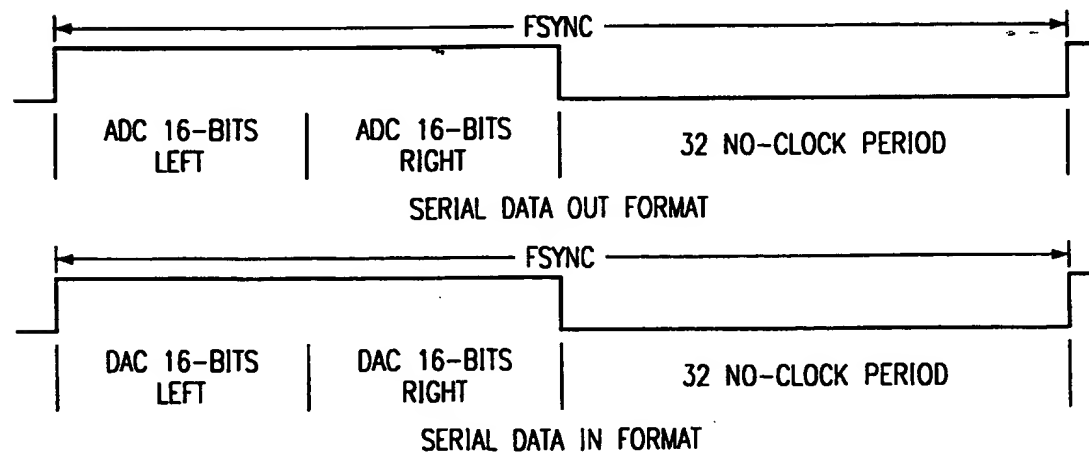 FSYNC
ADC 16-BITS LEFT
ADC 16-BITS RIGHT
32 NO-CLOCK PERIOD
SERIAL DATA OUT FORMAT
FSYNC
DAC 16-BITS LEFT
DAC 16-BITS RIGHT
32 NO-CLOCK PERIOD
SERIAL DATA IN FORMAT